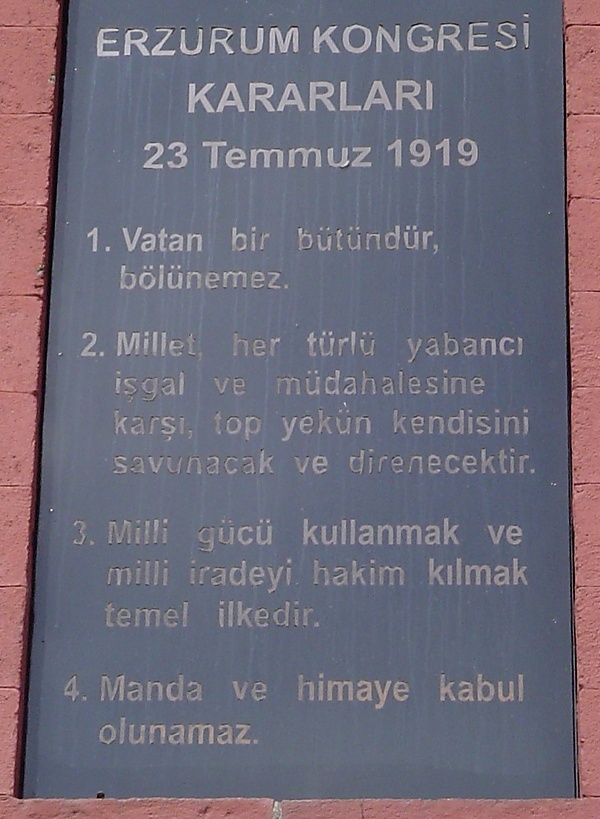 ERZURUM KONGRESİ
KARARLARI
23 Temmuz 1919
1. Vatan bir bütündür,
bölünemez.
2. Millet, her türlü yabancı
işgal ve müdahalesine
karşı, top yekün kendisini
savunacak ve direnecektir.
3. Milli gücü kullanmak ve
milli iradeyi hakim kılmak
temel ilkedir.
4. Manda ve himaye kabul
olunamaz.